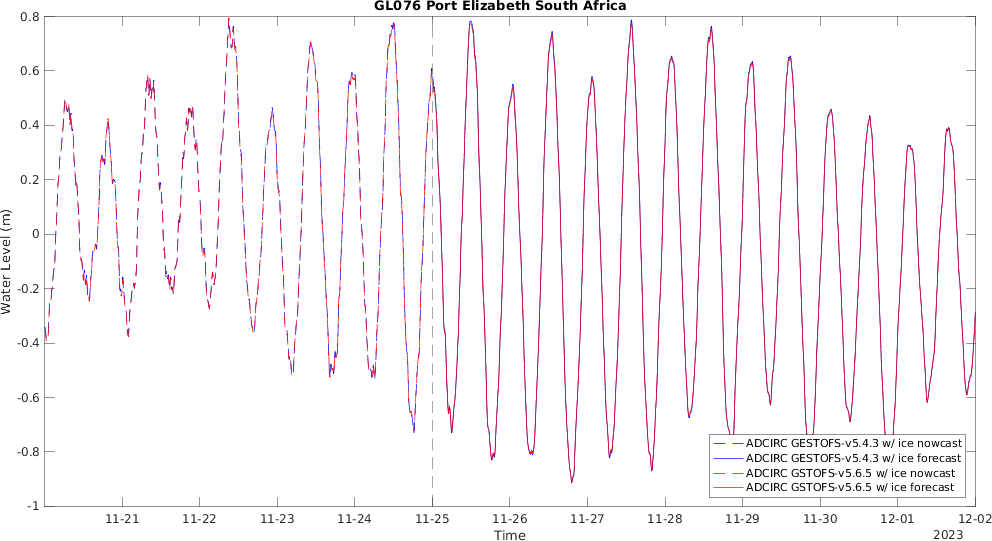 GL076 Port Elizabeth South Africa
0.8
0.6
0.4
0.2
0
-0.2
-0.4
-0.6
-0.8
-1
Water Level (m)
ADCIRC GESTOFS-v5.4.3 w/ ice nowcast
ADCIRC GESTOFS-v5.4.3 w/ ice forecast
ADCIRC GSTOFS-v5.6.5 w/ ice nowcast
ADCIRC GSTOFS-v5.6.5 w/ ice forecast
11-21 11-22 11-23 11-24 11-25 11-26 11-27 11-28 11-29 11-30 12-01 12-02
Time
2023